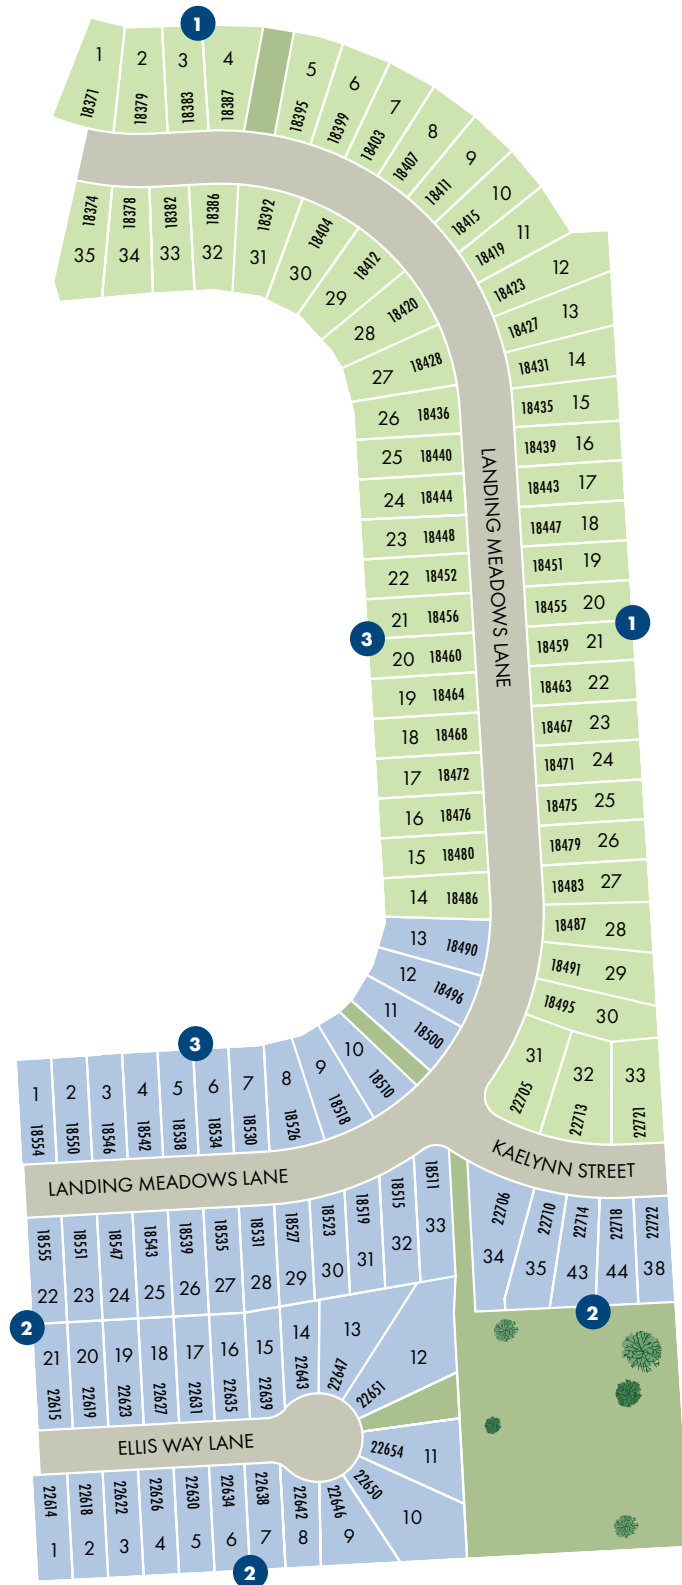 1
1 2 3 4 5 6 7 8 9 10 11 12 13 14 15 16 17 18 19 20 21 22 23 24 25 26 27 28 29 30 31 32 33
18371 18379 18383 18387 18395 18399 18403 18407 18411 18415 18419 18423 18427 18431 18435 18439 18443 18447 18451 18455 18459 18463 18467 18471 18475 18479 18483 18487 18491 18495 22705 22713 22721
1
18374 18378 18382 18386 18392 18404 18412 18420 18428
35 34 33 32 31 30 29 28 27
26 18436
25 18440
24 18444
23 18448
22 18452
21 18456
3
20 18460
19 18464
18 18468
17 18472
16 18476
15 18480
14 18486
13 18490
12 18496
11 18500
LANDING MEADOWS LANE
3
1 2 3 4 5 6 7 8 9 10
18554 18550 18546 18542 18538 18534 18530 18526 18518 18510
LANDING MEADOWS LANE
KAELYNN STREET
18555 18551 18547 18543 18539 18535 18531 18527 18523 18519 18515 18511
22 23 24 25 26 27 28 29 30 31 32 33
22706 22710 22714 22718 22722
34 35 43 44 38
2
2
21 20 19 18 17 16 15 14 13 12
22615 22619 22623 22627 22631 22635 22639 22643 22647 22651
ELLIS WAY LANE
22654 11
22614 22618 22622 22626 22630 22634 22638 22642 22646 22650
1 2 3 4 5 6 7 8 9 10
2